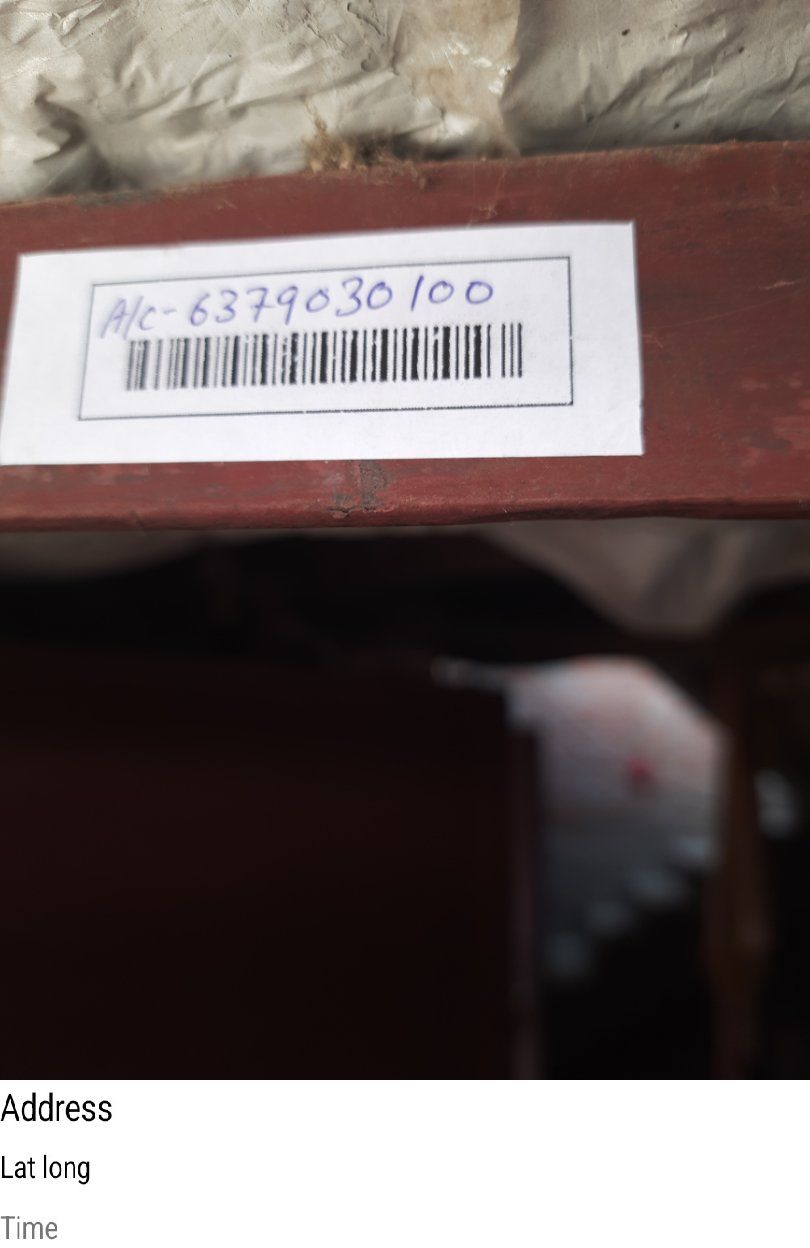 A/c- 6379030100
Address
Lat long
Time